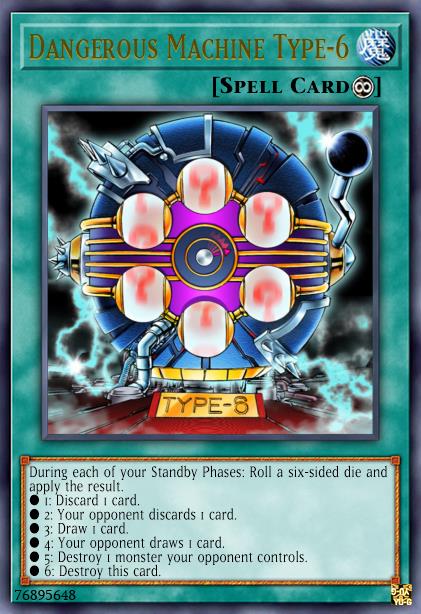 DANGEROUS MACHINE TYPE-6
魔
[SPELL CARD]
TYPE-6
During each of your Standby Phases: Roll a six-sided die and
apply the result.
● 1: Discard 1 card.
● 2: Your opponent discards 1 card.
● 3: Draw 1 card.
● 4: Your opponent draws 1 card.
● 5: Destroy 1 monster your opponent controls.
● 6: Destroy this card.
76895648